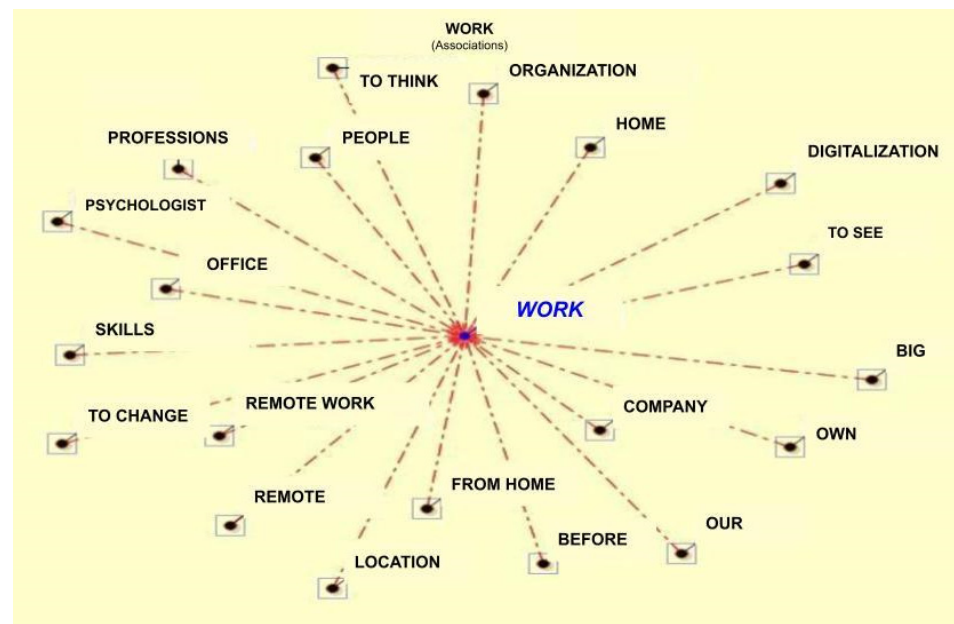 WORK
(Associations)
TO THINK
ORGANIZATION
PROFESSIONS
PEOPLE
HOME
DIGITALIZATION
PSYCHOLOGIST
TO SEE
OFFICE
WORK
SKILLS
BIG
TO CHANGE
REMOTE WORK
COMPANY
OWN
REMOTE
FROM HOME
OUR
BEFORE
LOCATION